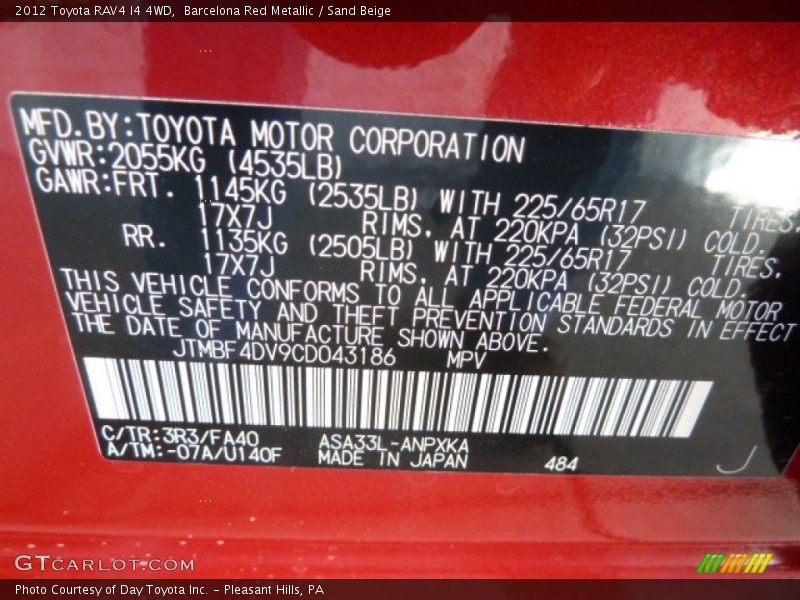 2012 Toyota RAV4 I4 4WD, Barcelona Red Metallic / Sand Beige
MFD.BY:TOYOTA MOTOR CORPORATION
GVWR:2055KG (4535LB)
GAWR:FRT. 1145KG (2535LB) WITH 225/65R17 TIRES,
17X7J RIMS, AT 220KPA (32PSI) COLD.
RR. 1135KG (2505LB) WITH 225/65R17 TIRES,
17X7J RIMS, AT 220KPA (32PSI) COLD.
THIS VEHICLE CONFORMS TO ALL APPLICABLE FEDERAL MOTOR
VEHICLE SAFETY AND THEFT PREVENTION STANDARDS IN EFFECT
THE DATE OF MANUFACTURE SHOWN ABOVE.
JTMBF4DV9CD043186 MPV
C/TR:3R3/FA40 ASA33L-ANPXKA
A/TM:-07A/U140F MADE IN JAPAN 484
GTCARLOT.COM
Photo Courtesy of Day Toyota Inc. - Pleasant Hills, PA